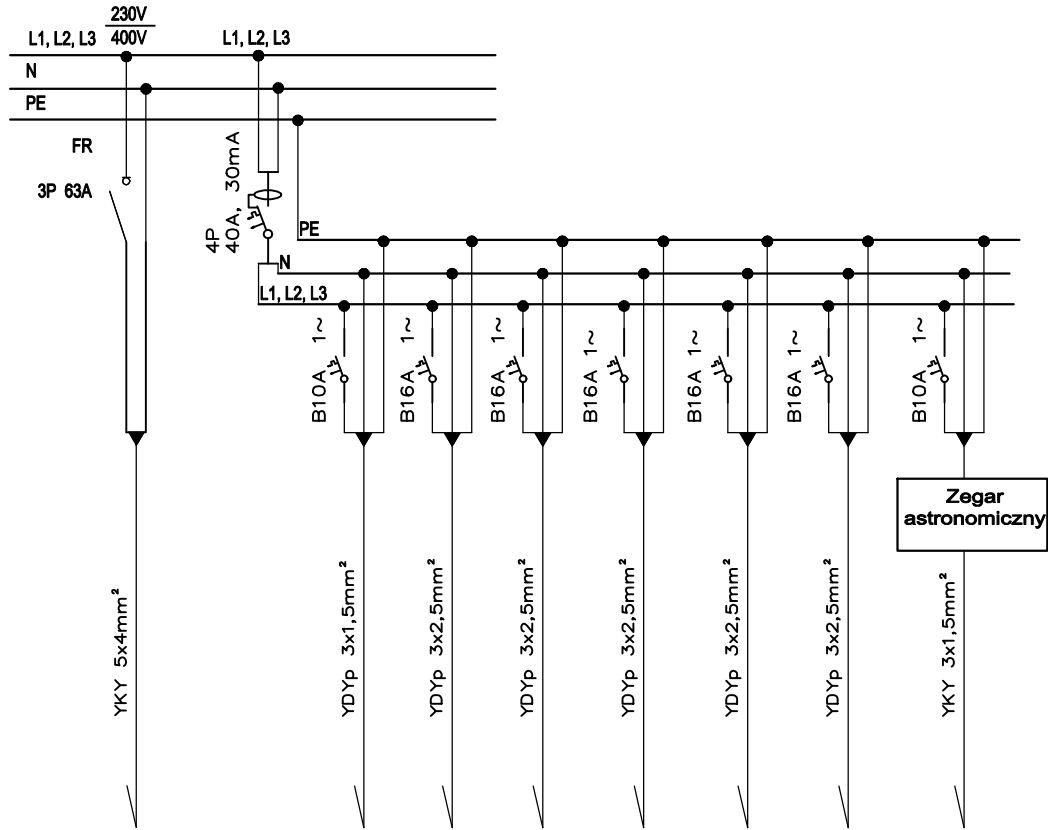 230V
400V
L1, L2, L3
L1, L2, L3
N
PE
FR
3P 63A
4P
40A, 30mA
PE
N
L1, L2, L3
B10A 1~
B16A 1~
B16A 1~
B16A 1~
B16A 1~
B16A 1~
B10A 1~
Zegar
astronomiczny
YKY 5x4mm²
YDYp 3x1,5mm²
YDYp 3x2,5mm²
YDYp 3x2,5mm²
YDYp 3x2,5mm²
YDYp 3x2,5mm²
YDYp 3x2,5mm²
YKY 3x1,5mm²